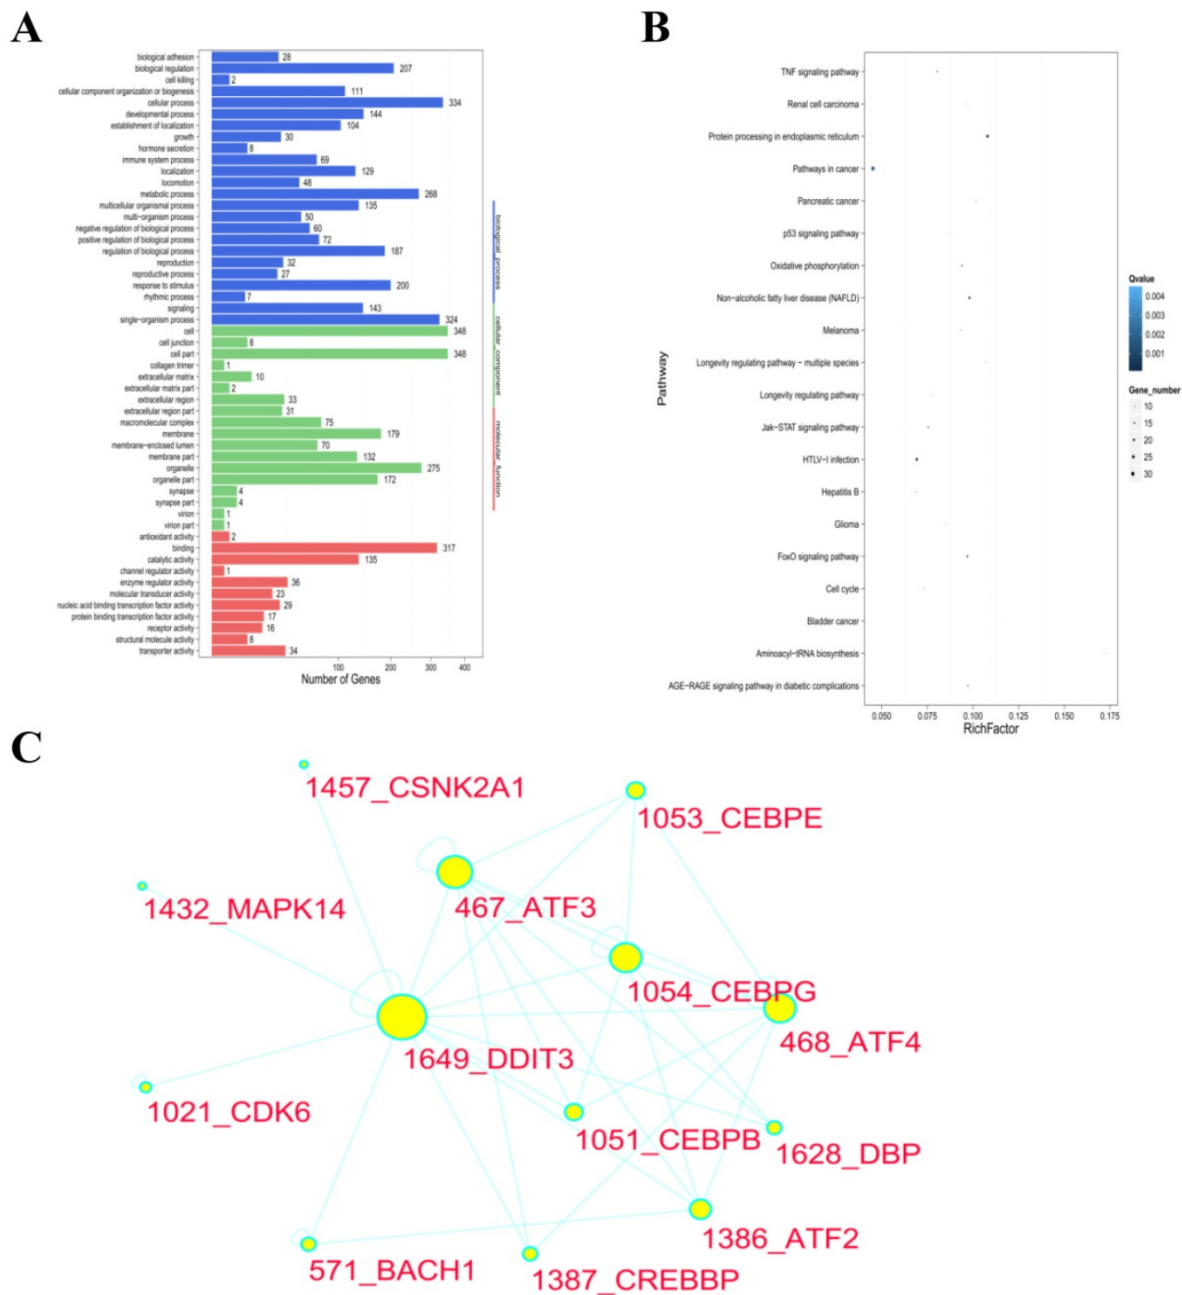 A
biological adhesion 28
biological regulation 207
cell killing 2
cellular component organization or biogenesis 111
cellular process 334
developmental process 144
establishment of localization 104
growth 30
hormone secretion 8
immune system process 69
localization 129
locomotion 48
metabolic process 268
multicellular organismal process 135
multi-organism process 50
negative regulation of biological process 60
positive regulation of biological process 72
regulation of biological process 187
reproduction 32
reproductive process 27
response to stimulus 200
rhythmic process 7
signaling 143
single-organism process 324
cell 348
cell junction 8
cell part 348
collagen trimer 1
extracellular matrix 10
extracellular matrix part 2
extracellular region 33
extracellular region part 31
macromolecular complex 75
membrane 179
membrane-enclosed lumen 70
membrane part 132
organelle 275
organelle part 172
synapse 4
synapse part 4
virion 1
virion part 1
antioxidant activity 2
binding 317
catalytic activity 135
channel regulator activity 1
enzyme regulator activity 36
molecular transducer activity 23
nucleic acid binding transcription factor activity 29
protein binding transcription factor activity 17
receptor activity 16
structural molecule activity 8
transporter activity 34
100 200 300 400
Number of Genes
biological_process
cellular_component
molecular_function
B
Pathway
TNF signaling pathway
Renal cell carcinoma
Protein processing in endoplasmic reticulum
Pathways in cancer
Pancreatic cancer
p53 signaling pathway
Oxidative phosphorylation
Non-alcoholic fatty liver disease (NAFLD)
Melanoma
Longevity regulating pathway - multiple species
Longevity regulating pathway
Jak-STAT signaling pathway
HTLV-I infection
Hepatitis B
Glioma
FoxO signaling pathway
Cell cycle
Bladder cancer
Aminoacyl-tRNA biosynthesis
AGE-RAGE signaling pathway in diabetic complications
0.050 0.075 0.100 0.125 0.150 0.175
RichFactor
Qvalue
0.004
0.003
0.002
0.001
Gene_number
10
15
20
25
30
C
1457_CSNK2A1
1053_CEBPE
1432_MAPK14
467_ATF3
1054_CEBPG
468_ATF4
1649_DDIT3
1021_CDK6
1051_CEBPB
1628_DBP
1386_ATF2
571_BACH1
1387_CREBBP